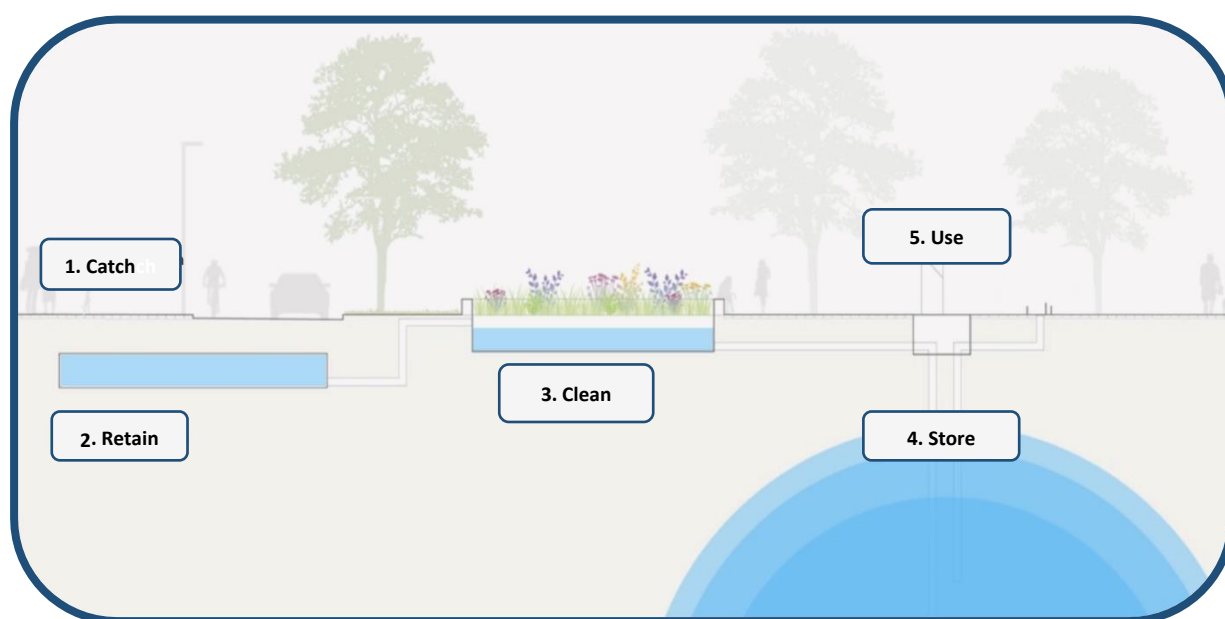 1. Catch
2. Retain
3. Clean
4. Store
5. Use